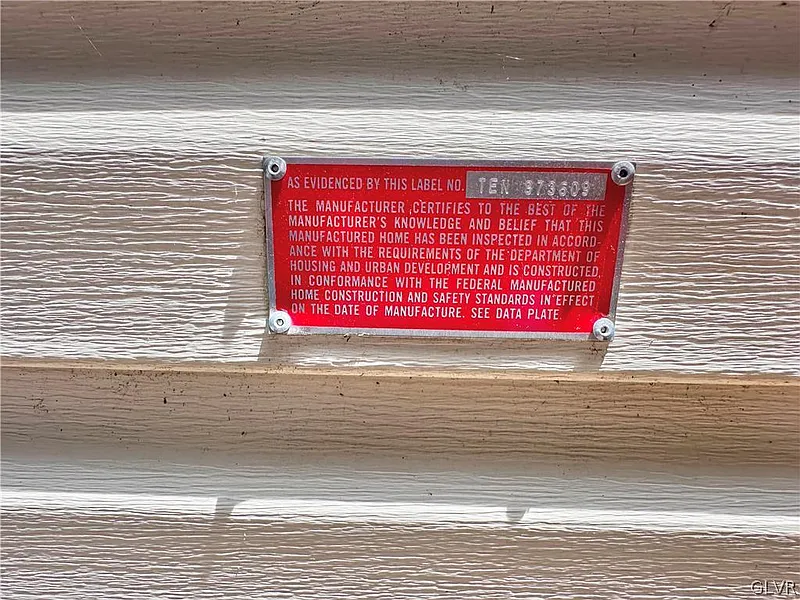 AS EVIDENCED BY THIS LABEL NO. TEN 973609
THE MANUFACTURER CERTIFIES TO THE BEST OF THE
MANUFACTURER'S KNOWLEDGE AND BELIEF THAT THIS
MANUFACTURED HOME HAS BEEN INSPECTED IN ACCORD-
ANCE WITH THE REQUIREMENTS OF THE DEPARTMENT OF
HOUSING AND URBAN DEVELOPMENT AND IS CONSTRUCTED
IN CONFORMANCE WITH THE FEDERAL MANUFACTURED
HOME CONSTRUCTION AND SAFETY STANDARDS IN EFFECT
ON THE DATE OF MANUFACTURE. SEE DATA PLATE.
GLVR